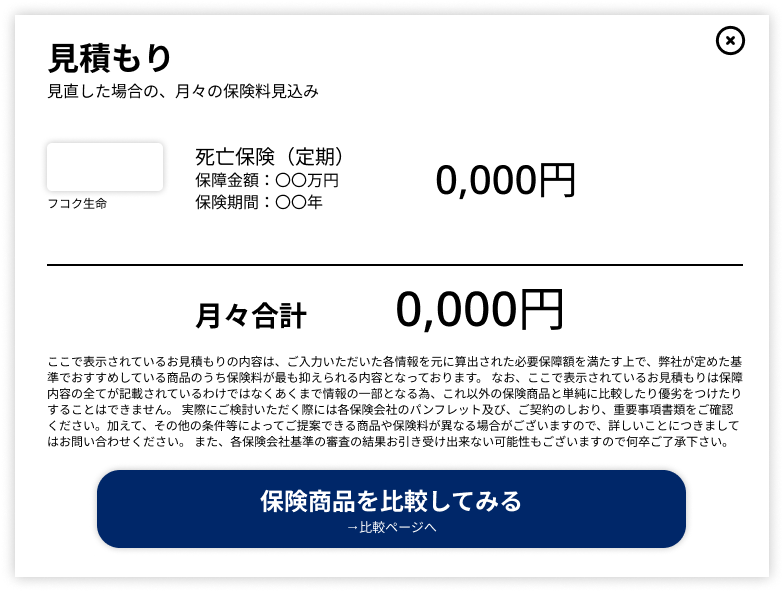 見積もり
見直した場合の、月々の保険料見込み
死亡保険（定期）
保障金額：〇〇万円
保険期間：〇〇年
フコク生命
0,000円
月々合計
0,000円
ここで表示されているお見積もりの内容は、ご入力いただいた各情報を元に算出された必要保障額を満たす上で、弊社が定めた基
準でおすすめしている商品のうち保険料が最も抑えられる内容となっております。 なお、ここで表示されているお見積もりは保障
内容の全てが記載されているわけではなくあくまで情報の一部となる為、これ以外の保険商品と単純に比較したり優劣をつけたり
することはできません。 実際にご検討いただく際には各保険会社のパンフレット及び、ご契約のしおり、重要事項書類をご確認
ください。加えて、その他の条件等によってご提案できる商品や保険料が異なる場合がございますので、詳しいことにつきまして
はお問い合わせください。 また、各保険会社基準の審査の結果お引き受け出来ない可能性もございますので何卒ご了承下さい。
保険商品を比較してみる
→比較ページへ